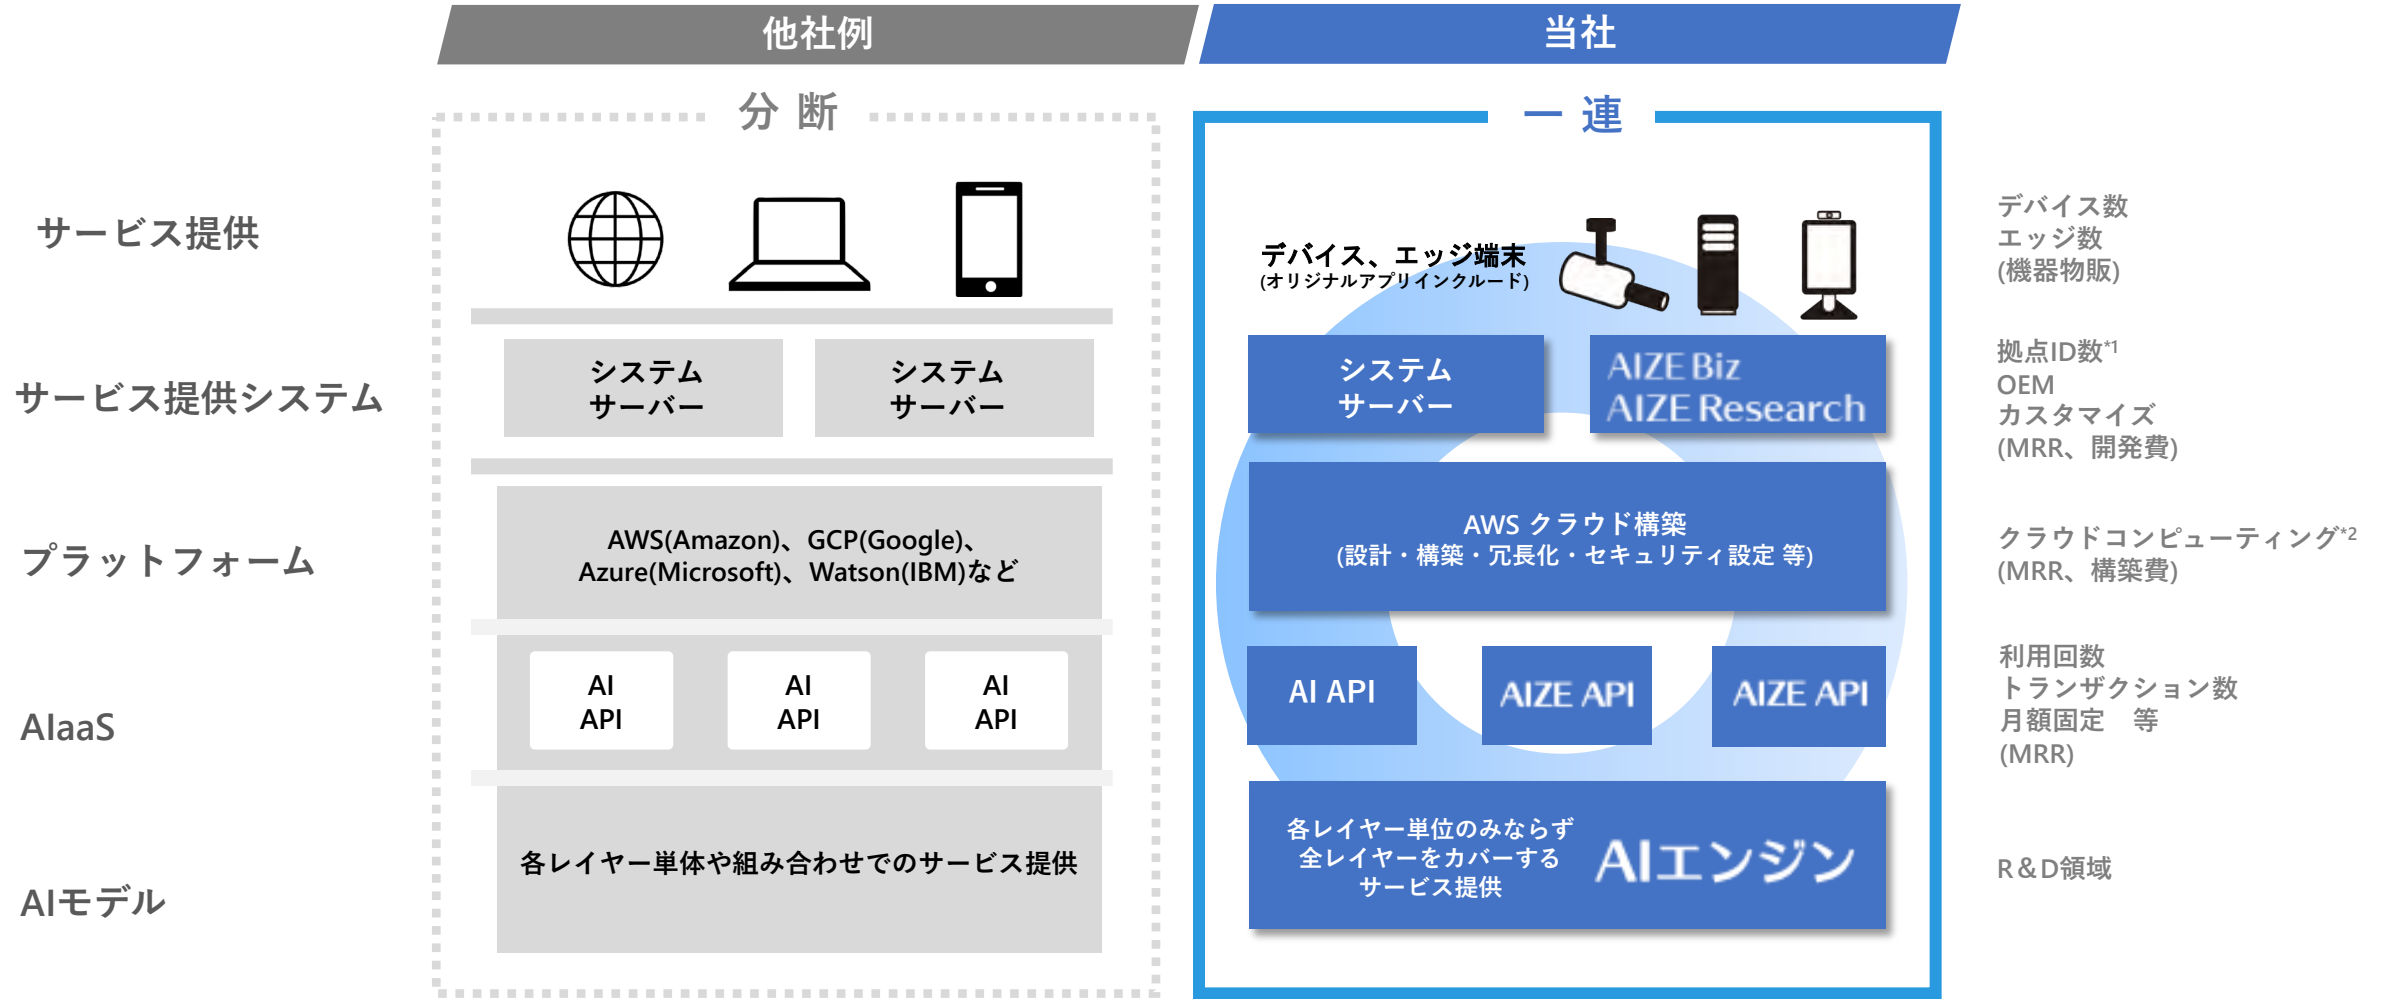 他社例
当社
分 断
一 連
サービス提供
デバイス、エッジ端末
(オリジナルアプリインクルード)
デバイス数
エッジ数
(機器物販)
サービス提供システム
システム
サーバー
システム
サーバー
システム
サーバー
AIZE Biz
AIZE Research
拠点ID数*1
OEM
カスタマイズ
(MRR、開発費)
プラットフォーム
AWS(Amazon)、GCP(Google)、
Azure(Microsoft)、Watson(IBM)など
AWS クラウド構築
(設計・構築・冗長化・セキュリティ設定 等)
クラウドコンピューティング*2
(MRR、構築費)
AIaaS
AI
API
AI
API
AI
API
AI API
AIZE API
AIZE API
利用回数
トランザクション数
月額固定 等
(MRR)
AIモデル
各レイヤー単体や組み合わせでのサービス提供
各レイヤー単位のみならず
全レイヤーをカバーする
サービス提供
AIエンジン
R＆D領域